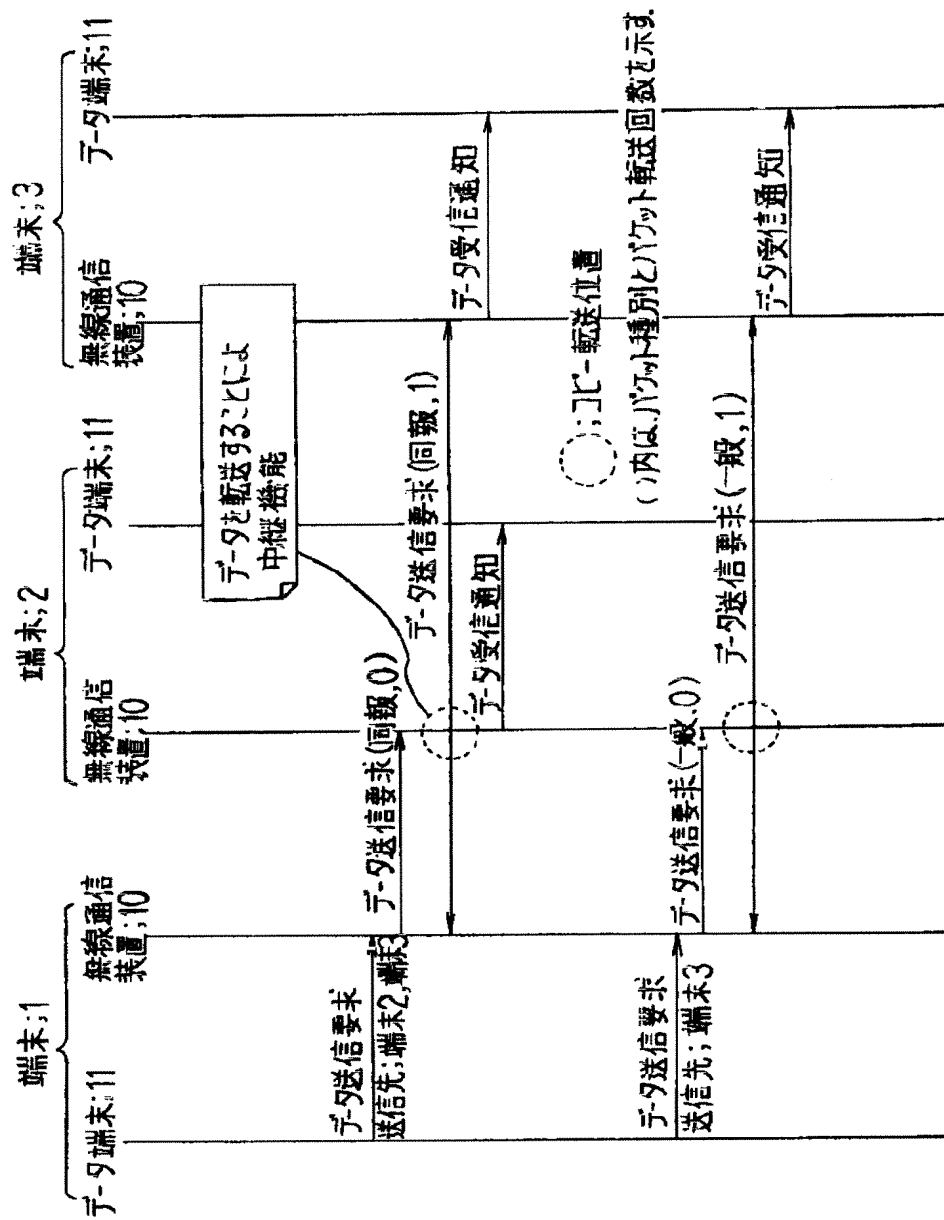 端末;1
端末;2
端末;3
データ端末;11
無線通信
装置;10
無線通信
装置;10
データ端末;11
無線通信
装置;10
データ端末;11
データを転送することによ
中継機能
データ送信要求
送信先;端末2,端末3
データ送信要求(同報,0)
データ送信要求(同報,1)
データ受信通知
データ受信通知
;コピー転送位置
( )内は、パケット種別とパケット転送回数を示す.
データ送信要求
送信先;端末3
データ送信要求(一般,0)
データ送信要求(一般,1)
データ受信通知